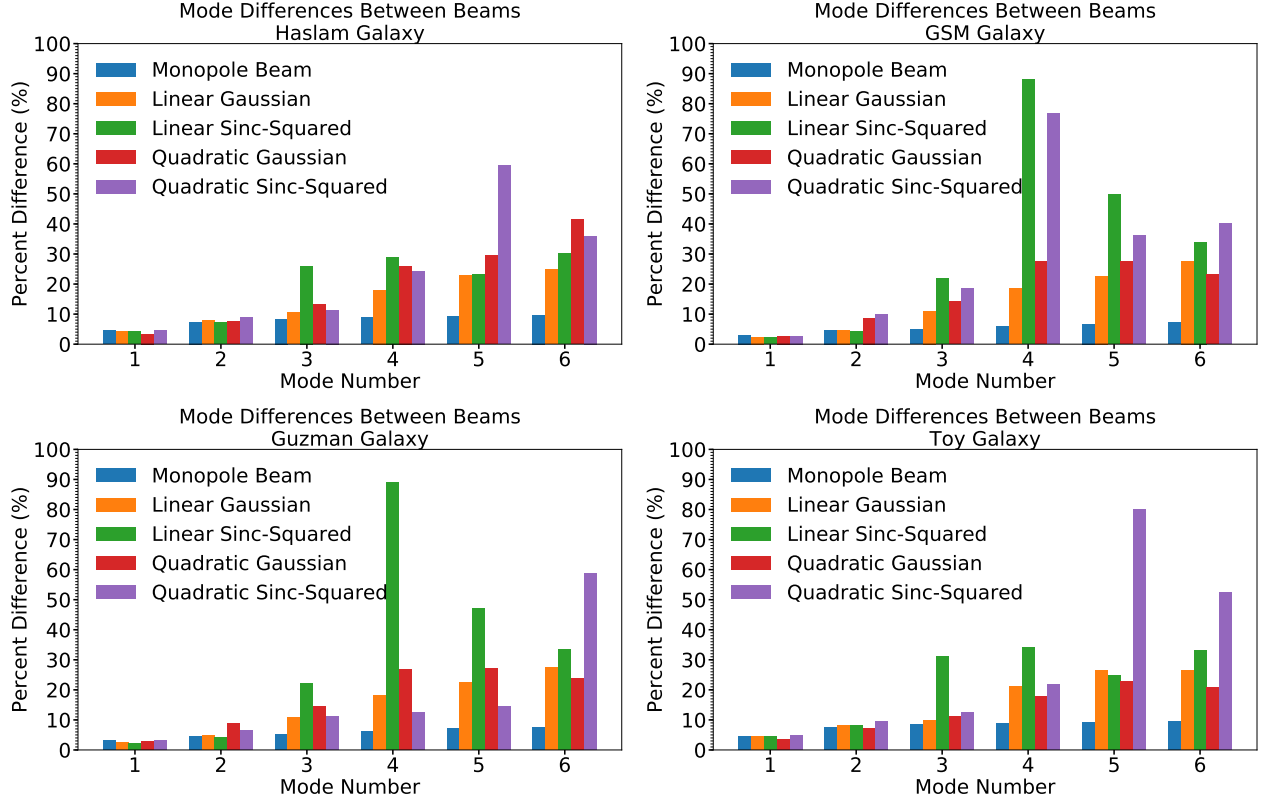 Mode Differences Between Beams
Haslam Galaxy
100
90
80
70
60
50
40
30
20
10
0
Percent Difference (%)
Monopole Beam
Linear Gaussian
Linear Sinc-Squared
Quadratic Gaussian
Quadratic Sinc-Squared
1 2 3 4 5 6
Mode Number
Mode Differences Between Beams
GSM Galaxy
100
90
80
70
60
50
40
30
20
10
0
Percent Difference (%)
Monopole Beam
Linear Gaussian
Linear Sinc-Squared
Quadratic Gaussian
Quadratic Sinc-Squared
1 2 3 4 5 6
Mode Number
Mode Differences Between Beams
Guzman Galaxy
100
90
80
70
60
50
40
30
20
10
0
Percent Difference (%)
Monopole Beam
Linear Gaussian
Linear Sinc-Squared
Quadratic Gaussian
Quadratic Sinc-Squared
1 2 3 4 5 6
Mode Number
Mode Differences Between Beams
Toy Galaxy
100
90
80
70
60
50
40
30
20
10
0
Percent Difference (%)
Monopole Beam
Linear Gaussian
Linear Sinc-Squared
Quadratic Gaussian
Quadratic Sinc-Squared
1 2 3 4 5 6
Mode Number